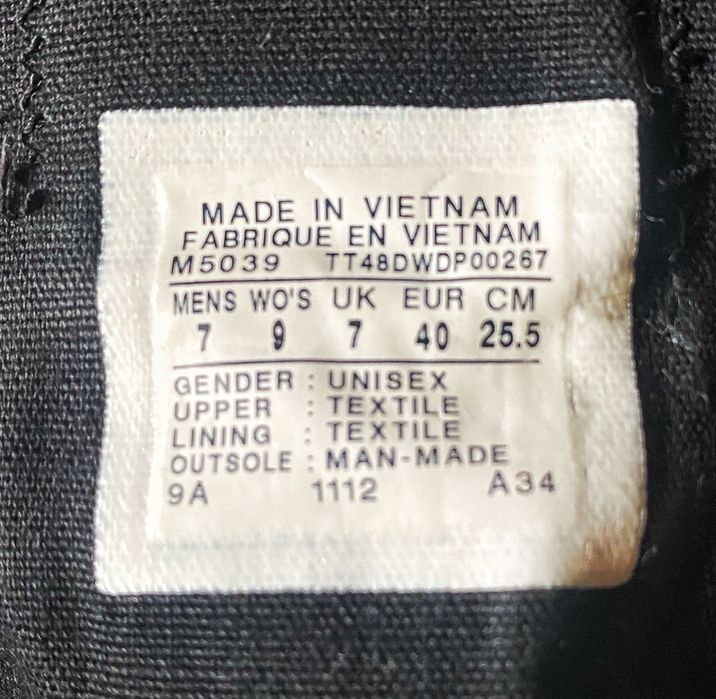 MADE IN VIETNAM
FABRIQUE EN VIETNAM
M5039 TT48DWDP00267
MENS WO'S UK EUR CM
7 9 7 40 25.5
GENDER : UNISEX
UPPER : TEXTILE
LINING : TEXTILE
OUTSOLE : MAN-MADE
9A 1112 A34